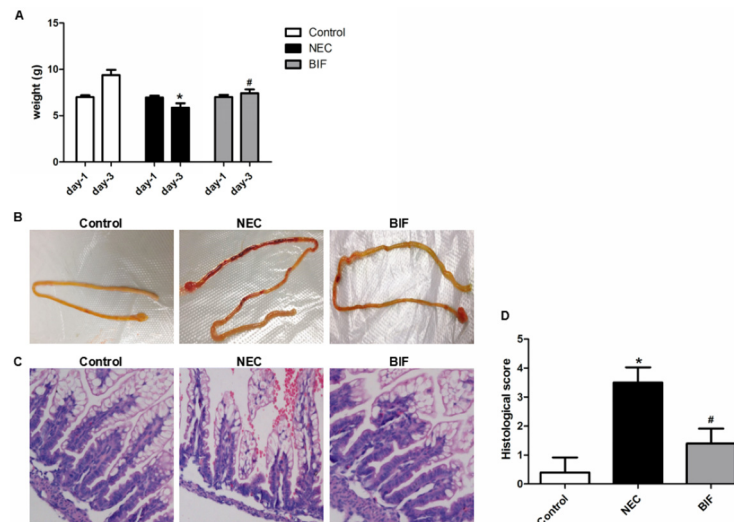 A
15
10
5
0
weight (g)
*
#
day-1
day-3
day-1
day-3
day-1
day-3
Control
NEC
BIF
B
Control
NEC
BIF
C
Control
NEC
BIF
D
5
4
3
2
1
0
Histological score
*
#
Control
NEC
BIF